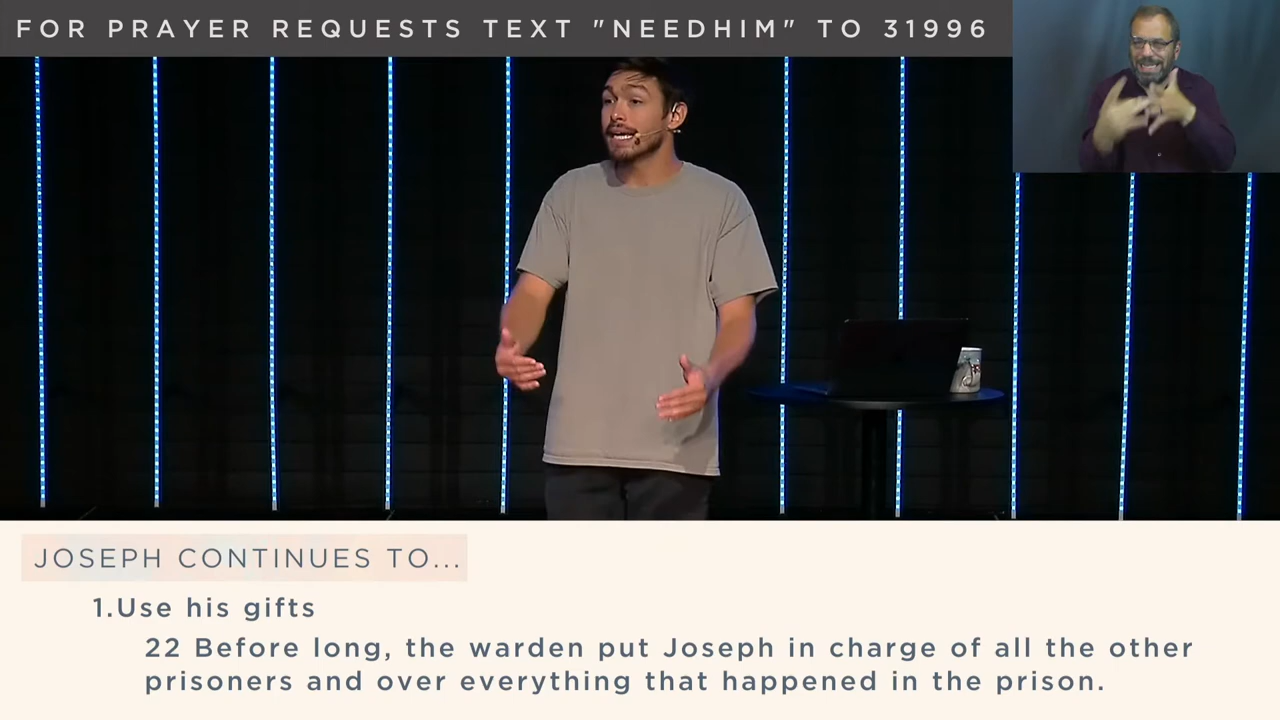 FOR PRAYER REQUESTS TEXT "NEEDHIM" TO 31996
JOSEPH CONTINUES TO...
1.Use his gifts
22 Before long, the warden put Joseph in charge of all the other
prisoners and over everything that happened in the prison.